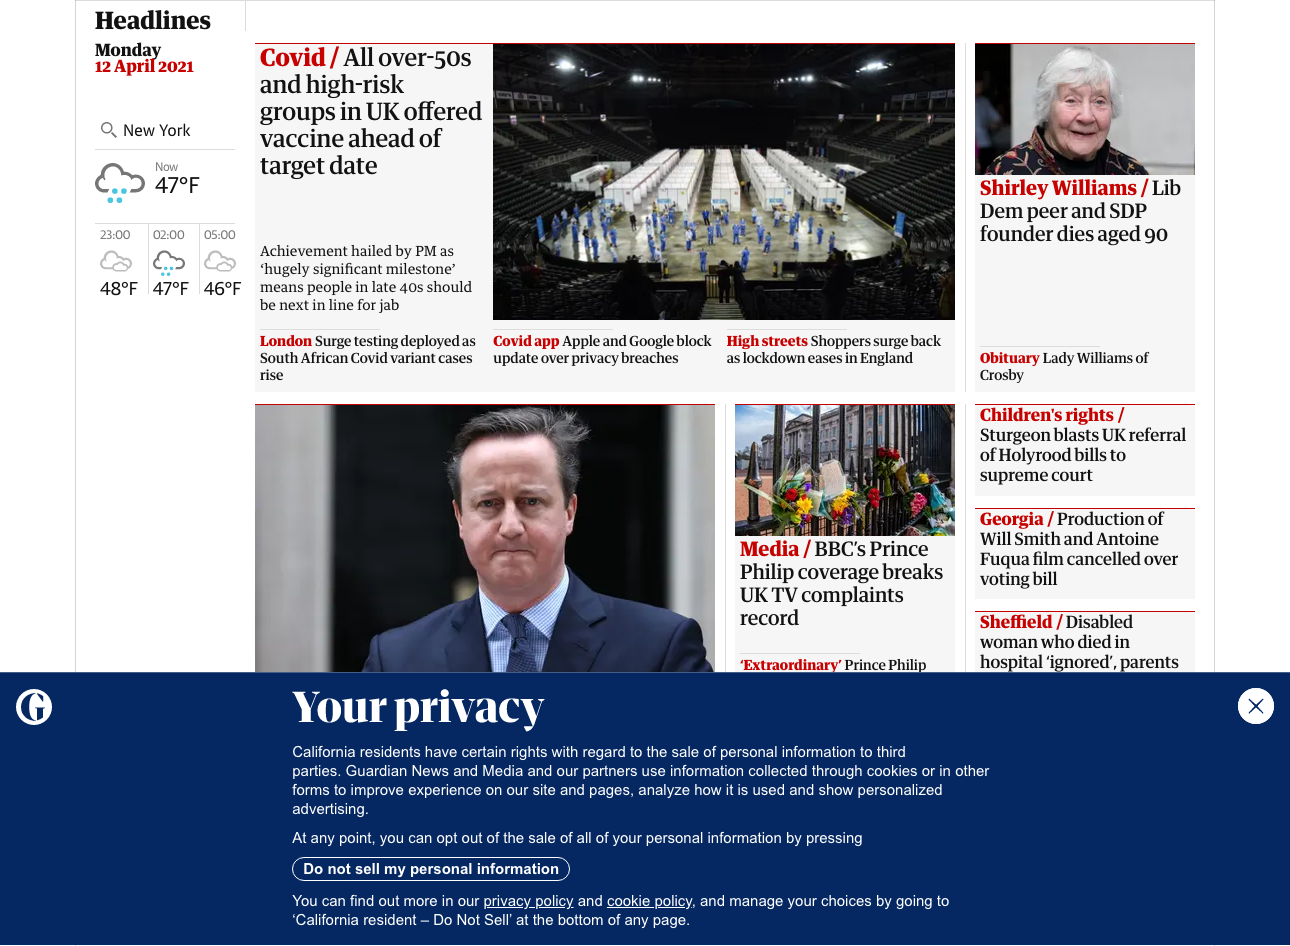 Headlines
Monday
12 April 2021
New York
Now
47°F
23:00
02:00
05:00
48°F
47°F
46°F
Covid / All over-50s
and high-risk
groups in UK offered
vaccine ahead of
target date
Achievement hailed by PM as
‘hugely significant milestone’
means people in late 40s should
be next in line for jab
London Surge testing deployed as
South African Covid variant cases
rise
Covid app Apple and Google block
update over privacy breaches
High streets Shoppers surge back
as lockdown eases in England
Shirley Williams / Lib
Dem peer and SDP
founder dies aged 90
Obituary Lady Williams of
Crosby
Media / BBC’s Prince
Philip coverage breaks
UK TV complaints
record
‘Extraordinary’ Prince Philip
Children's rights /
Sturgeon blasts UK referral
of Holyrood bills to
supreme court
Georgia / Production of
Will Smith and Antoine
Fuqua film cancelled over
voting bill
Sheffield / Disabled
woman who died in
hospital ‘ignored’, parents
G
Your privacy
California residents have certain rights with regard to the sale of personal information to third
parties. Guardian News and Media and our partners use information collected through cookies or in other
forms to improve experience on our site and pages, analyze how it is used and show personalized
advertising.
At any point, you can opt out of the sale of all of your personal information by pressing
Do not sell my personal information
You can find out more in our privacy policy and cookie policy, and manage your choices by going to
‘California resident – Do Not Sell’ at the bottom of any page.